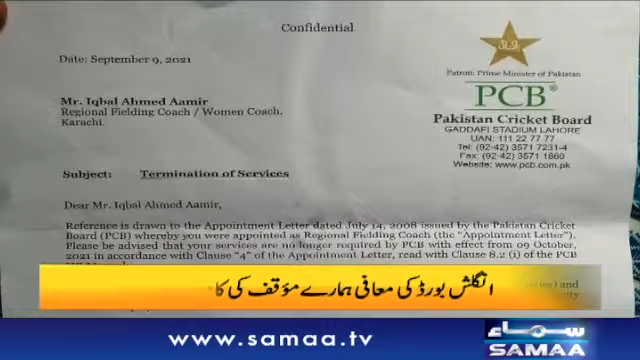 Confidential
Date: September 9, 2021
Patron: Prime Minister of Pakistan
PCB®
Pakistan Cricket Board
GADDAFI STADIUM LAHORE
UAN: 111 22 77 77
Tel: (92-42) 3571 7231-4
Fax: (92-42) 3571 1860
Website: www.pcb.com.pk
Mr. Iqbal Ahmed Aamir
Regional Fielding Coach / Women Coach,
Karachi.
Subject: Termination of Services
Dear Mr. Iqbal Ahmed Aamir,
Reference is drawn to the Appointment Letter dated July 14, 2008 issued by the Pakistan Cricket
Board (PCB) whereby you were appointed as Regional Fielding Coach (the "Appointment Letter").
Please be advised that your services are no longer required by PCB with effect from 09 October,
2021 in accordance with Clause "4" of the Appointment Letter, read with Clause 8.2 (i) of the PCB
انگلش بورڈ کی معافی ہمارے مؤقف کی
www.samaa.tv
سماء
SAMAA